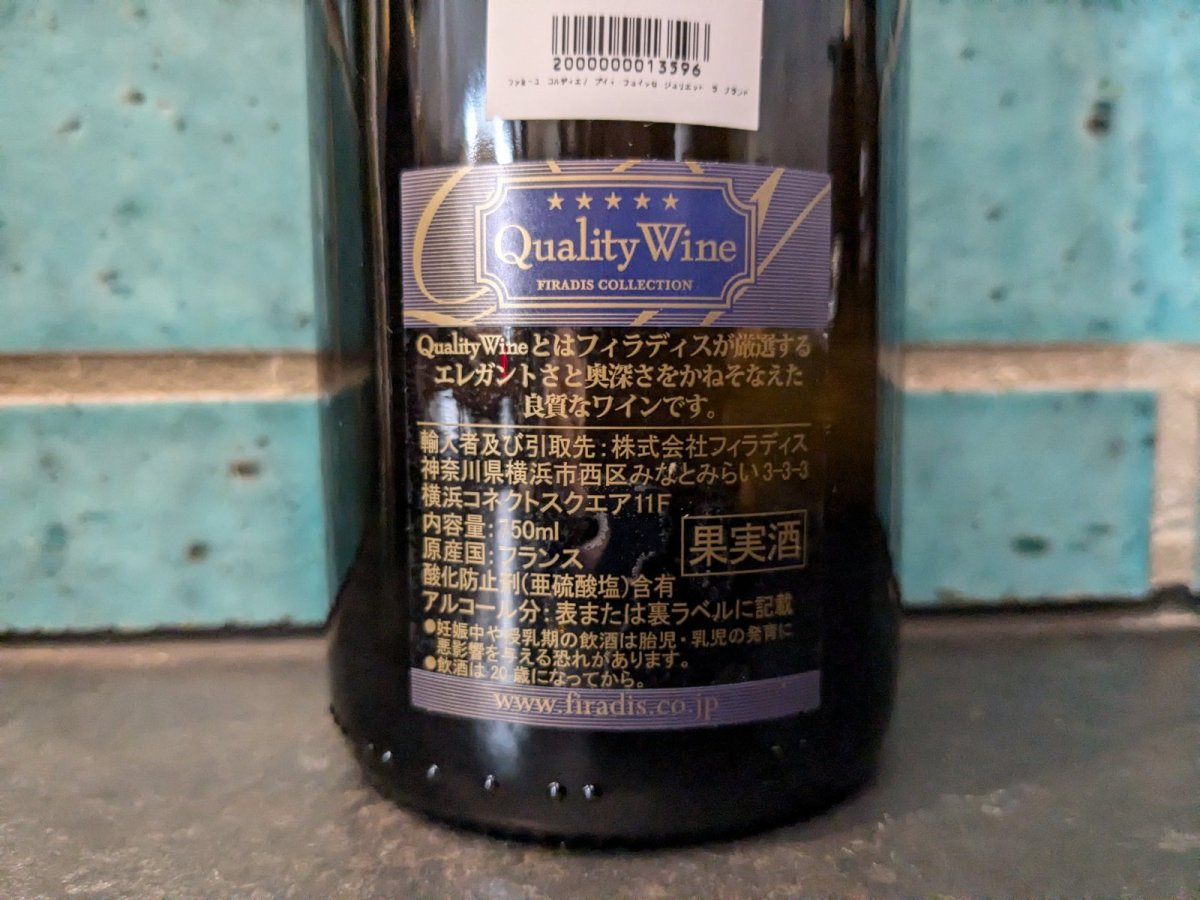 2000000013596
ファミーユ コルディエ/ プイィ フュイッセ ジュリエット ラ グランド
★★★★★
Quality Wine
FIRADIS COLLECTION
Quality Wineとはフィラディスが厳選する
エレガントさと奥深さをかねそなえた
良質なワインです。
輸入者及び引取先：株式会社フィラディス
神奈川県横浜市西区みなとみらい3-3-3
横浜コネクトスクエア11F
内容量：750ml
果実酒
原産国：フランス
酸化防止剤(亜硫酸塩)含有
アルコール分：表または裏ラベルに記載
●妊娠中や授乳期の飲酒は胎児・乳児の発育に
悪影響を与える恐れがあります。
●飲酒は20歳になってから。
www.firadis.co.jp